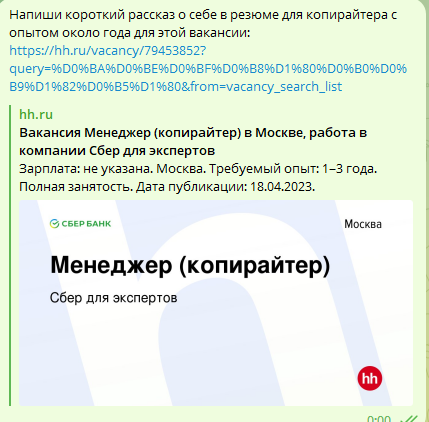 Напиши короткий рассказ о себе в резюме для копирайтера с
опытом около года для этой вакансии:
https://hh.ru/vacancy/79453852?
query=%D0%BA%D0%BE%D0%BF%D0%B8%D1%80%D0%B0%D0%
B9%D1%82%D0%B5%D1%80&from=vacancy_search_list
hh.ru
Вакансия Менеджер (копирайтер) в Москве, работа в
компании Сбер для экспертов
Зарплата: не указана. Москва. Требуемый опыт: 1–3 года.
Полная занятость. Дата публикации: 18.04.2023.
СБЕР БАНК
Москва
Менеджер (копирайтер)
Сбер для экспертов
hh
0:00